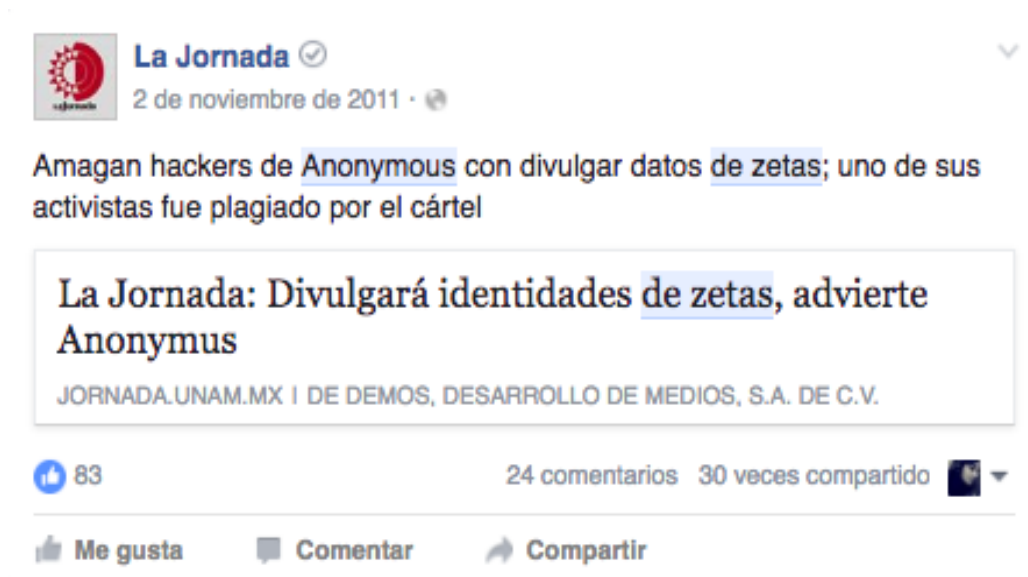 La Jornada
2 de noviembre de 2011 ·
Amagan hackers de Anonymous con divulgar datos de zetas; uno de sus
activistas fue plagiado por el cártel
La Jornada: Divulgará identidades de zetas, advierte
Anonymus
JORNADA.UNAM.MX | DE DEMOS, DESARROLLO DE MEDIOS, S.A. DE C.V.
83 24 comentarios 30 veces compartido
Me gusta Comentar Compartir